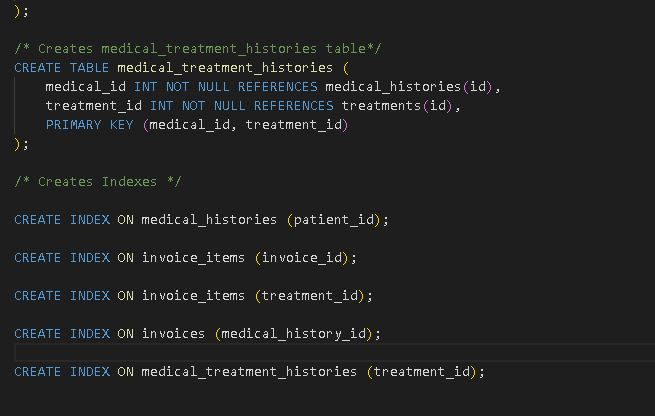 );
/* Creates medical_treatment_histories table*/
CREATE TABLE medical_treatment_histories (
medical_id INT NOT NULL REFERENCES medical_histories(id),
treatment_id INT NOT NULL REFERENCES treatments(id),
PRIMARY KEY (medical_id, treatment_id)
);
/* Creates Indexes */
CREATE INDEX ON medical_histories (patient_id);
CREATE INDEX ON invoice_items (invoice_id);
CREATE INDEX ON invoice_items (treatment_id);
CREATE INDEX ON invoices (medical_history_id);
CREATE INDEX ON medical_treatment_histories (treatment_id);